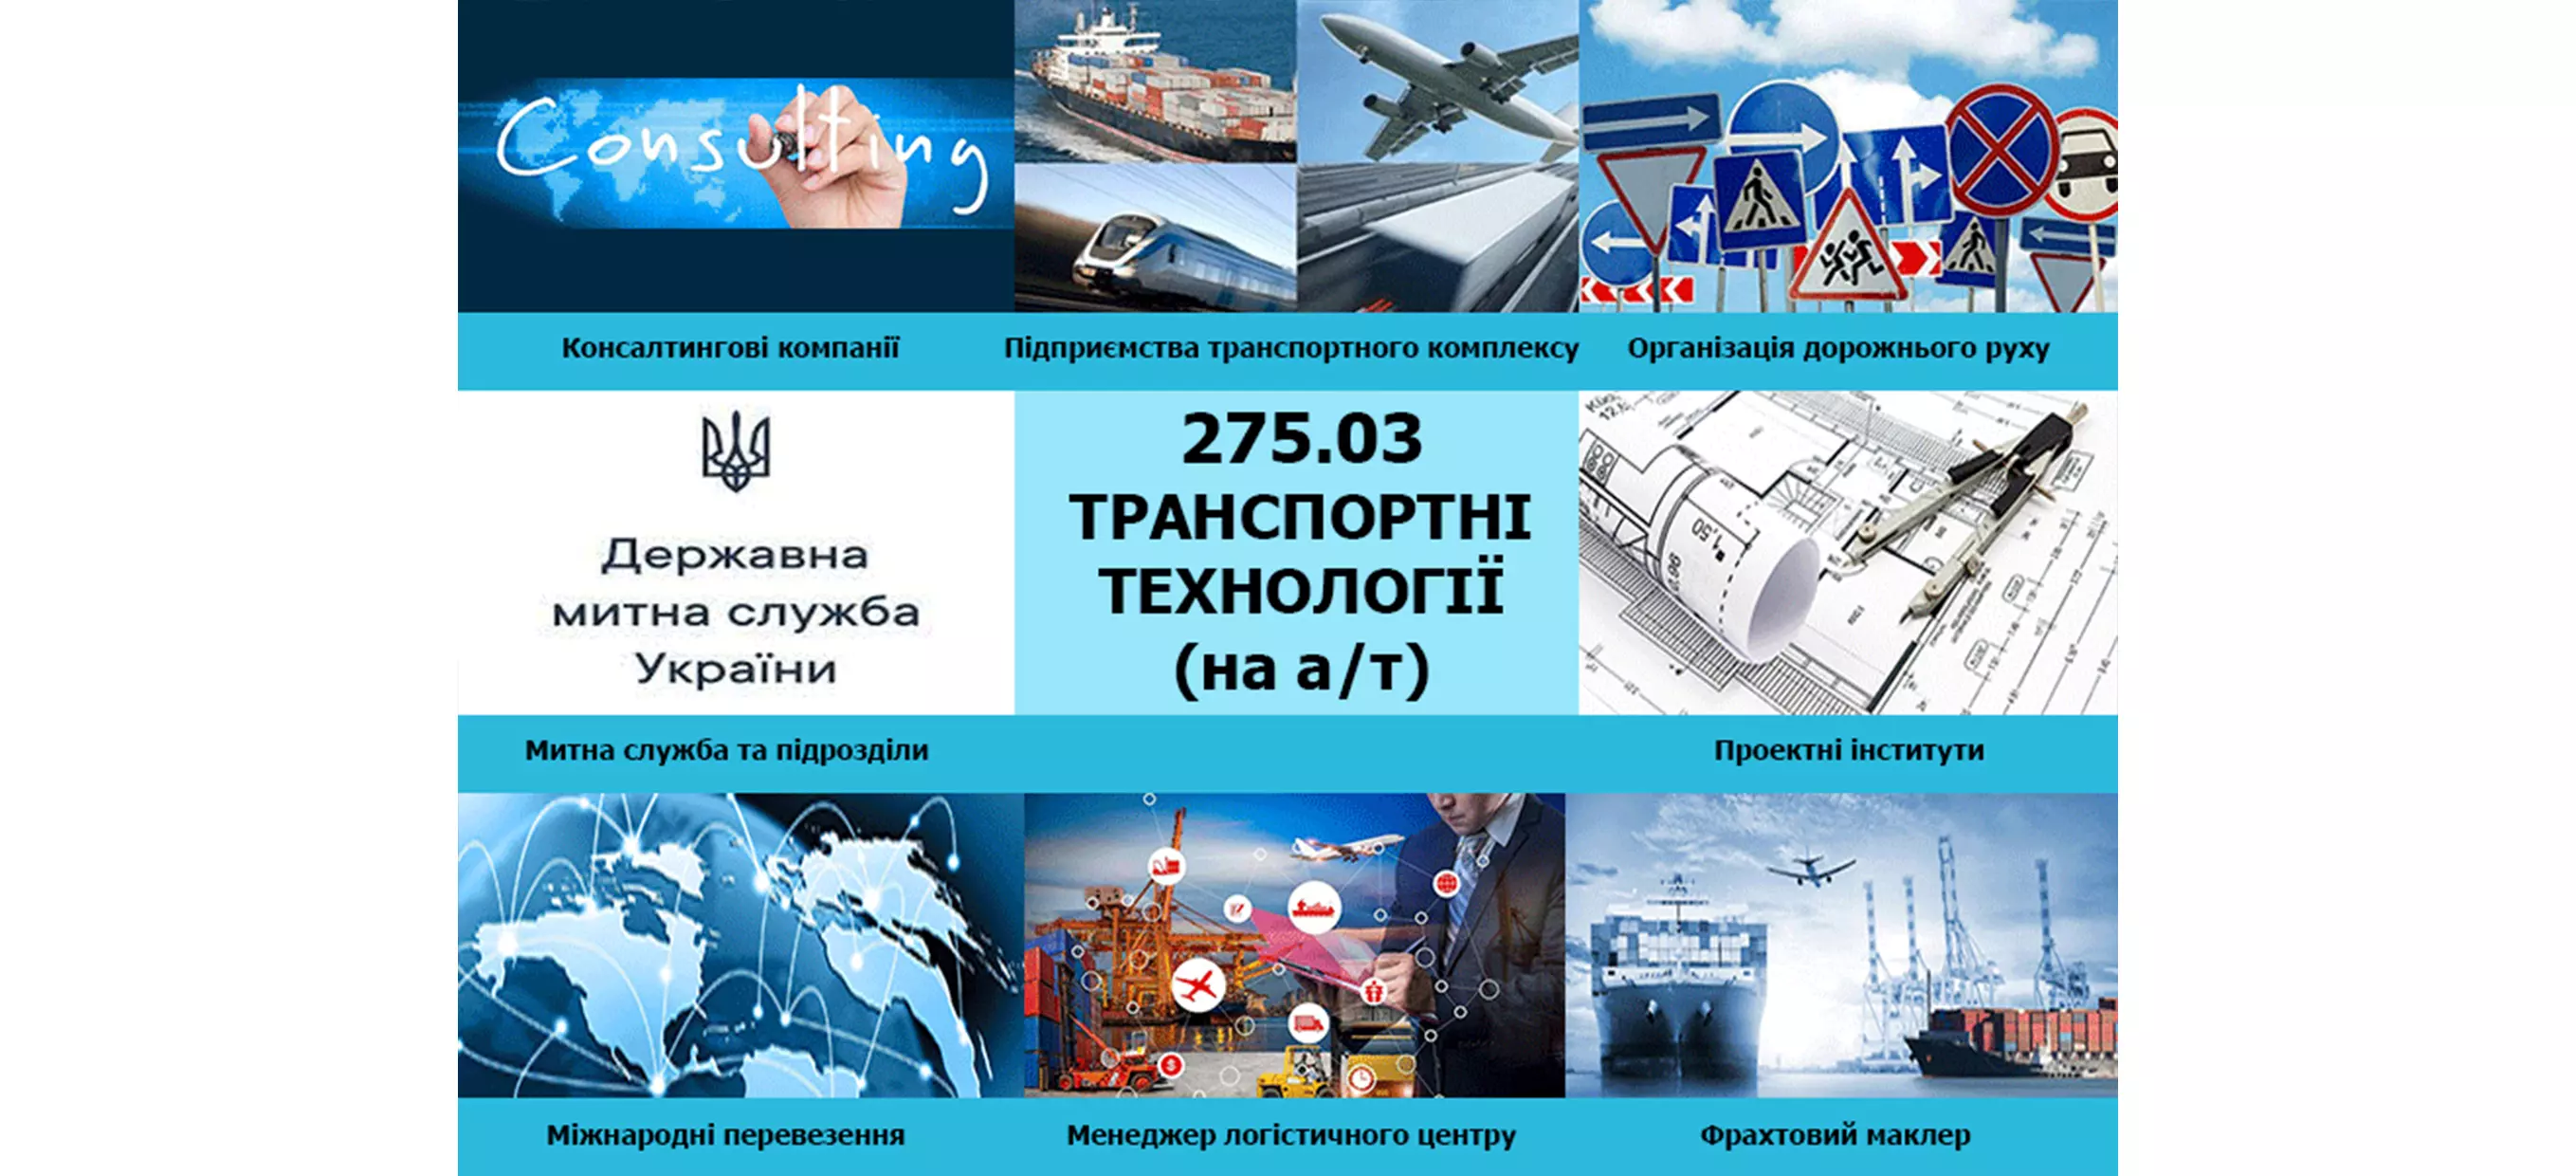 Consulting
Консалтингові компанії
Підприємства транспортного комплексу
Організація дорожнього руху
Державна
митна служба
України
275.03
ТРАНСПОРТНІ
ТЕХНОЛОГІЇ
(на а/т)
Митна служба та підрозділи
Проектні інститути
Міжнародні перевезення
Менеджер логістичного центру
Фрахтовий маклер